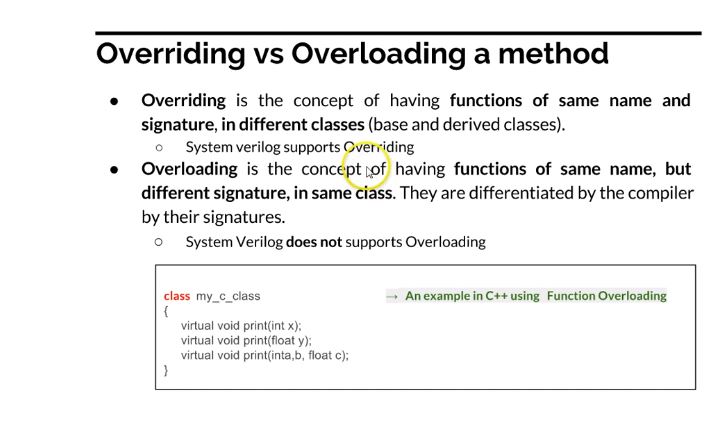 Overriding vs Overloading a method
● Overriding is the concept of having functions of same name and
signature, in different classes (base and derived classes).
○ System verilog supports Overriding
● Overloading is the concept of having functions of same name, but
different signature, in same class. They are differentiated by the compiler
by their signatures.
○ System Verilog does not supports Overloading
class my_c_class → An example in C++ using Function Overloading
{
virtual void print(int x);
virtual void print(float y);
virtual void print(inta,b, float c);
}